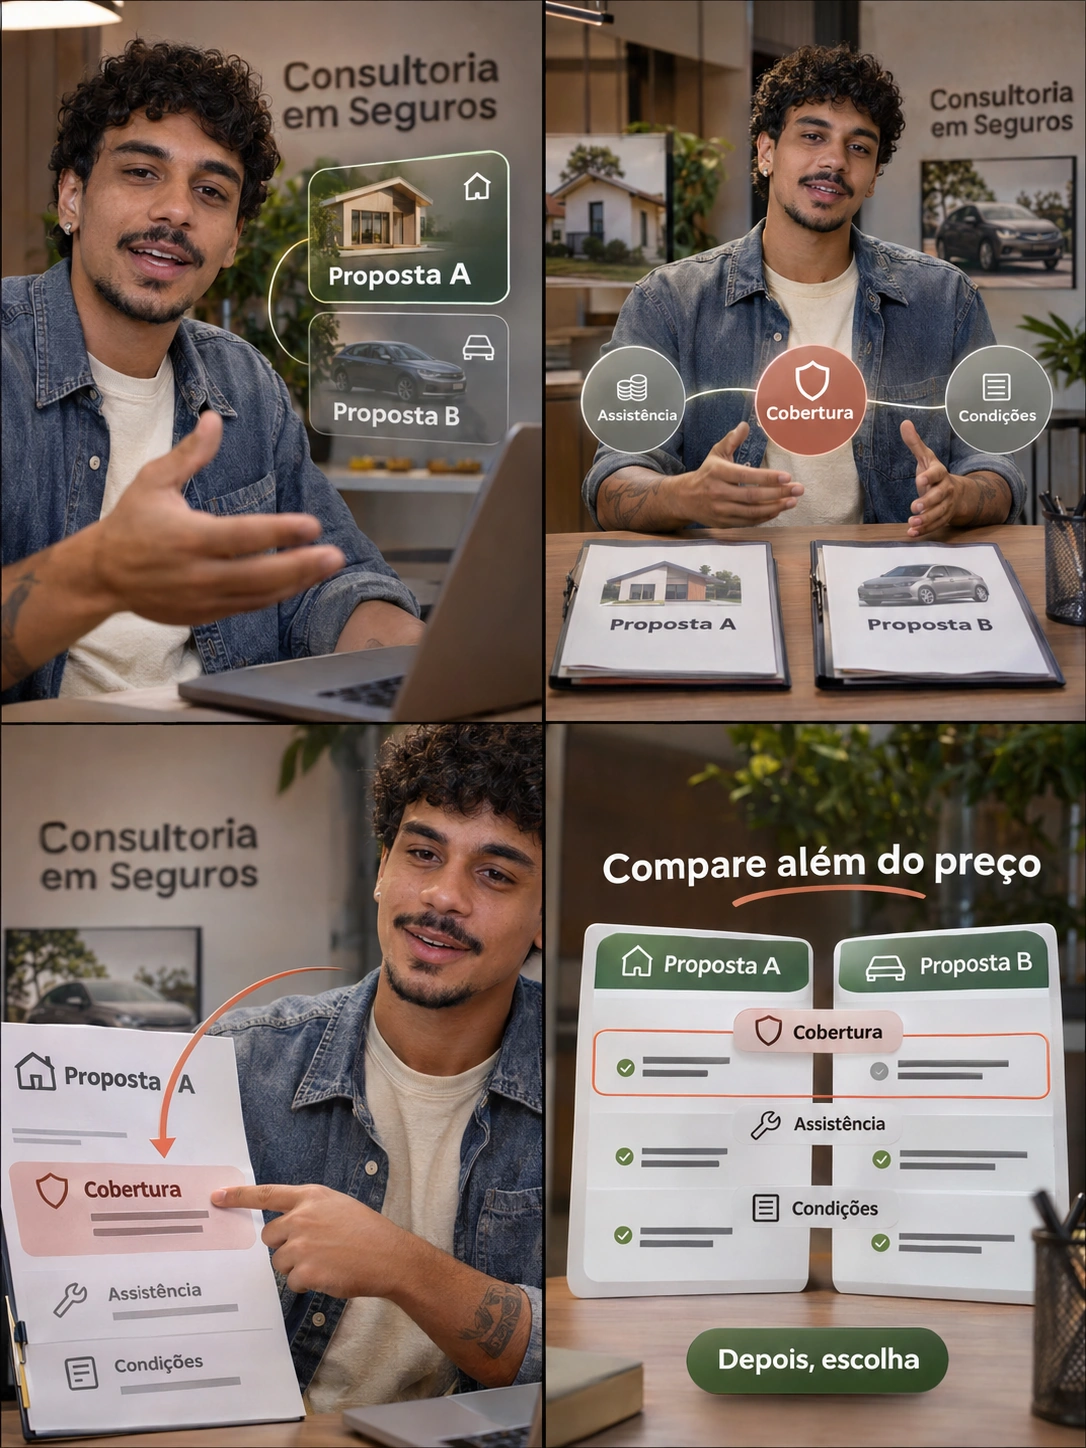 Consultoria
em Seguros
Proposta A
Proposta B
Consultoria
em Seguros
Assistência
Cobertura
Condições
Proposta A
Proposta B
Consultoria
em Seguros
Proposta A
Cobertura
Assistência
Condições
Compare além do preço
Proposta A
Proposta B
Cobertura
Assistência
Condições
Depois, escolha